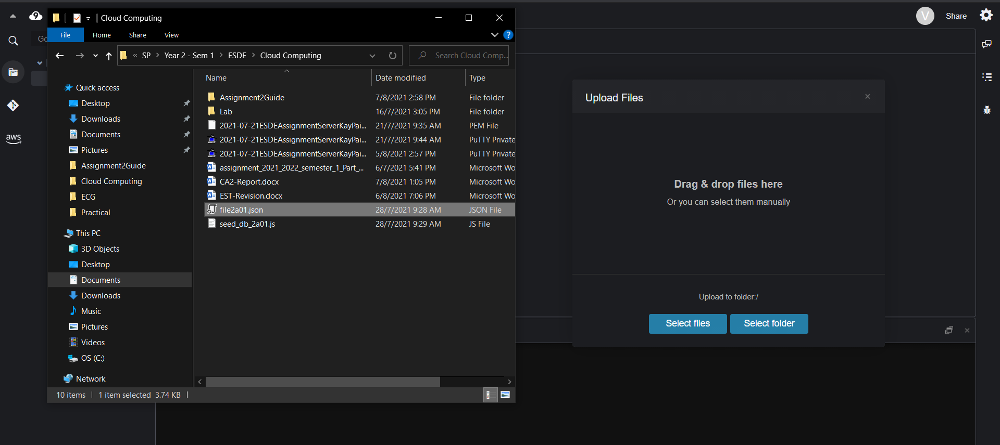 9
Cloud Computing
V
Share
Go
File
Home
Share
View
?
« SP > Year 2 - Sem 1 > ESDE > Cloud Computing
Search Cloud Comp...
Name
Date modified
Type
Quick access
Desktop
Downloads
Documents
Pictures
Assignment2Guide
Cloud Computing
ECG
Practical
This PC
3D Objects
Desktop
Documents
Downloads
Music
Pictures
Videos
OS (C:)
Network
aws
Assignment2Guide 7/8/2021 2:58 PM File folder
Lab 16/7/2021 3:05 PM File folder
2021-07-21ESDEAssignmentServerKayPai... 21/7/2021 9:35 AM PEM File
2021-07-21ESDEAssignmentServerKayPai... 21/7/2021 9:44 AM PuTTY Private
2021-07-21ESDEAssignmentServerKayPai... 5/8/2021 2:57 PM PuTTY Private
assignment_2021_2022_semester_1_Part_... 6/7/2021 5:41 PM Microsoft Wo
CA2-Report.docx 7/8/2021 1:05 PM Microsoft Wo
EST-Revision.docx 6/8/2021 7:06 PM Microsoft Wo
file2a01.json 28/7/2021 9:28 AM JSON File
seed_db_2a01.js 28/7/2021 9:29 AM JS File
10 items | 1 item selected 3.74 KB |
Upload Files
Drag & drop files here
Or you can select them manually
Upload to folder:/
Select files
Select folder